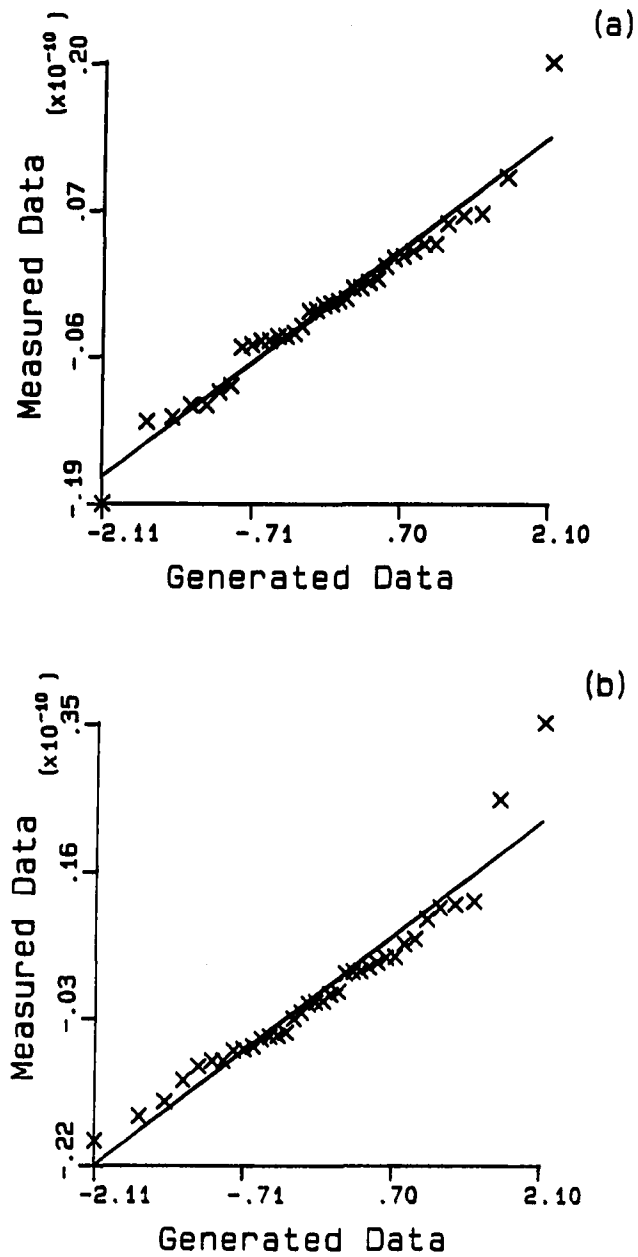 (a)
(x10-10)
.20
.07
-.06
-.19
Measured Data
-2.11 -.71 .70 2.10
Generated Data
(b)
(x10-10)
.35
.16
-.03
-.22
Measured Data
-2.11 -.71 .70 2.10
Generated Data